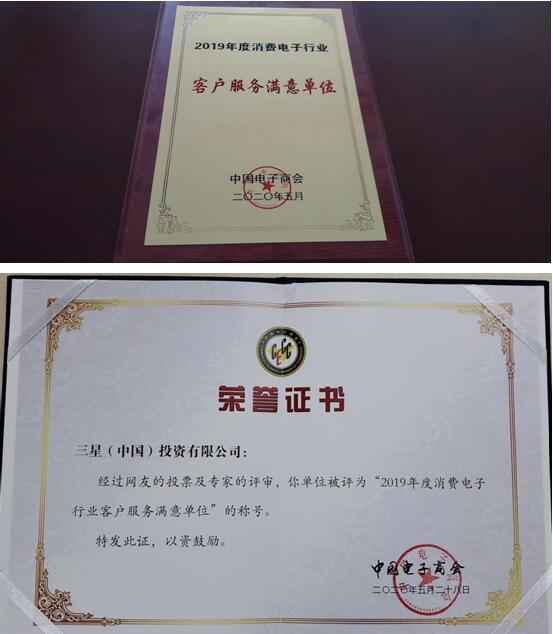 2019年度消费电子行业
客户服务满意单位
中国电子商会
二〇二〇年五月
CECC
荣誉证书
三星（中国）投资有限公司：
经过网友的投票及专家的评审，你单位被评为“2019年度消费电子
行业客户服务满意单位”的称号。
特发此证，以资鼓励。
中国电子商会
二〇二〇年五月二十八日